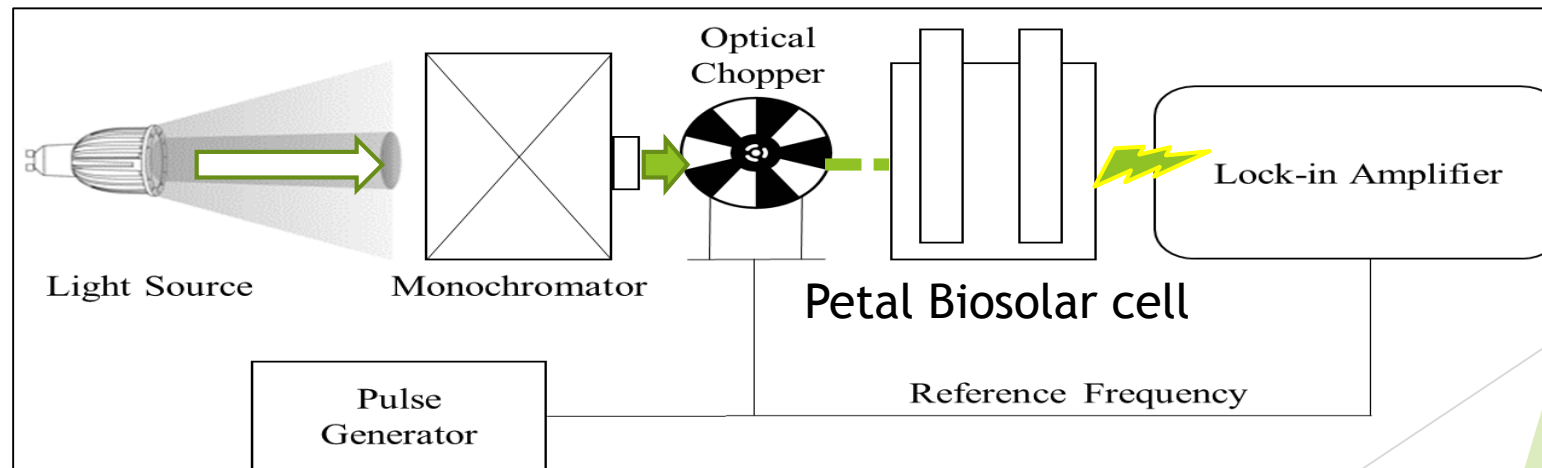 Optical
Chopper
Lock-in Amplifier
Light Source
Monochromator
Petal Biosolar cell
Pulse
Generator
Reference Frequency